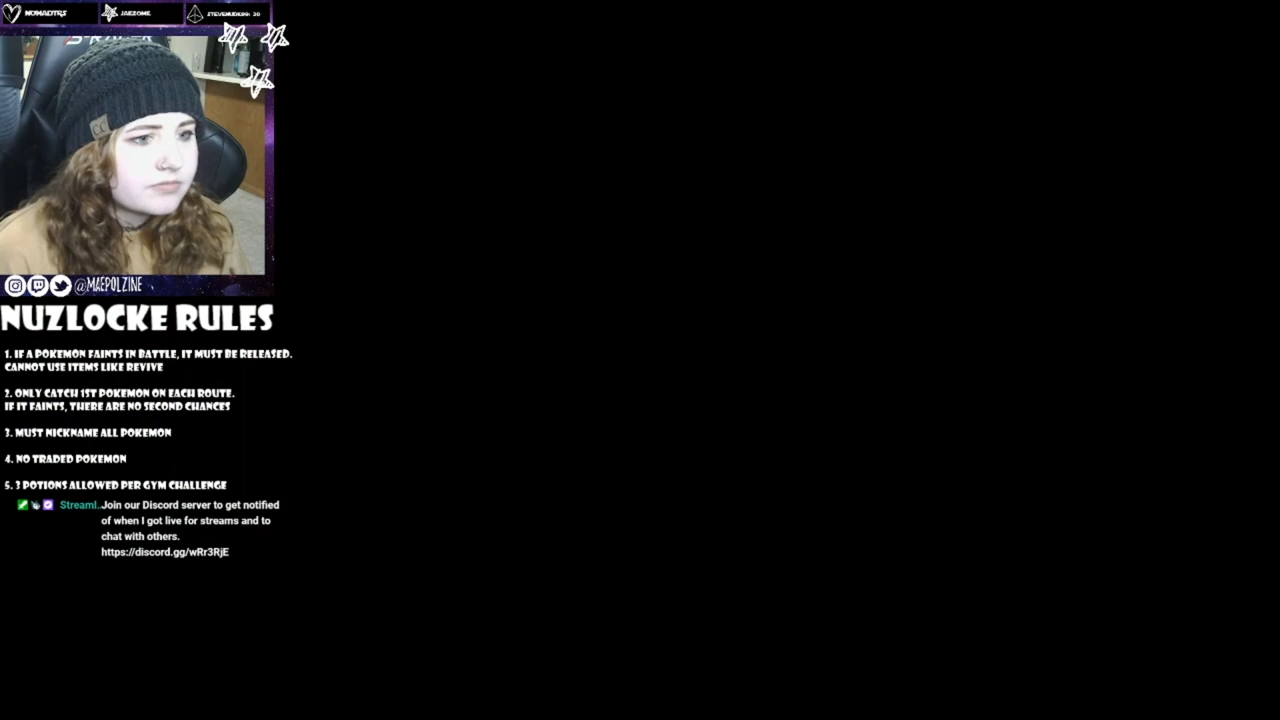 NOMADTRS
JAEZONE
@MAEPOLZINE
NUZLOCKE RULES
1. IF A POKEMON FAINTS IN BATTLE, IT MUST BE RELEASED.
CANNOT USE ITEMS LIKE REVIVE
2. ONLY CATCH 1ST POKEMON ON EACH ROUTE.
IF IT FAINTS, THERE ARE NO SECOND CHANCES
3. MUST NICKNAME ALL POKEMON
4. NO TRADED POKEMON
5. 3 POTIONS ALLOWED PER GYM CHALLENGE
Streaml... Join our Discord server to get notified
of when I got live for streams and to
chat with others.
https://discord.gg/wRr3RjE